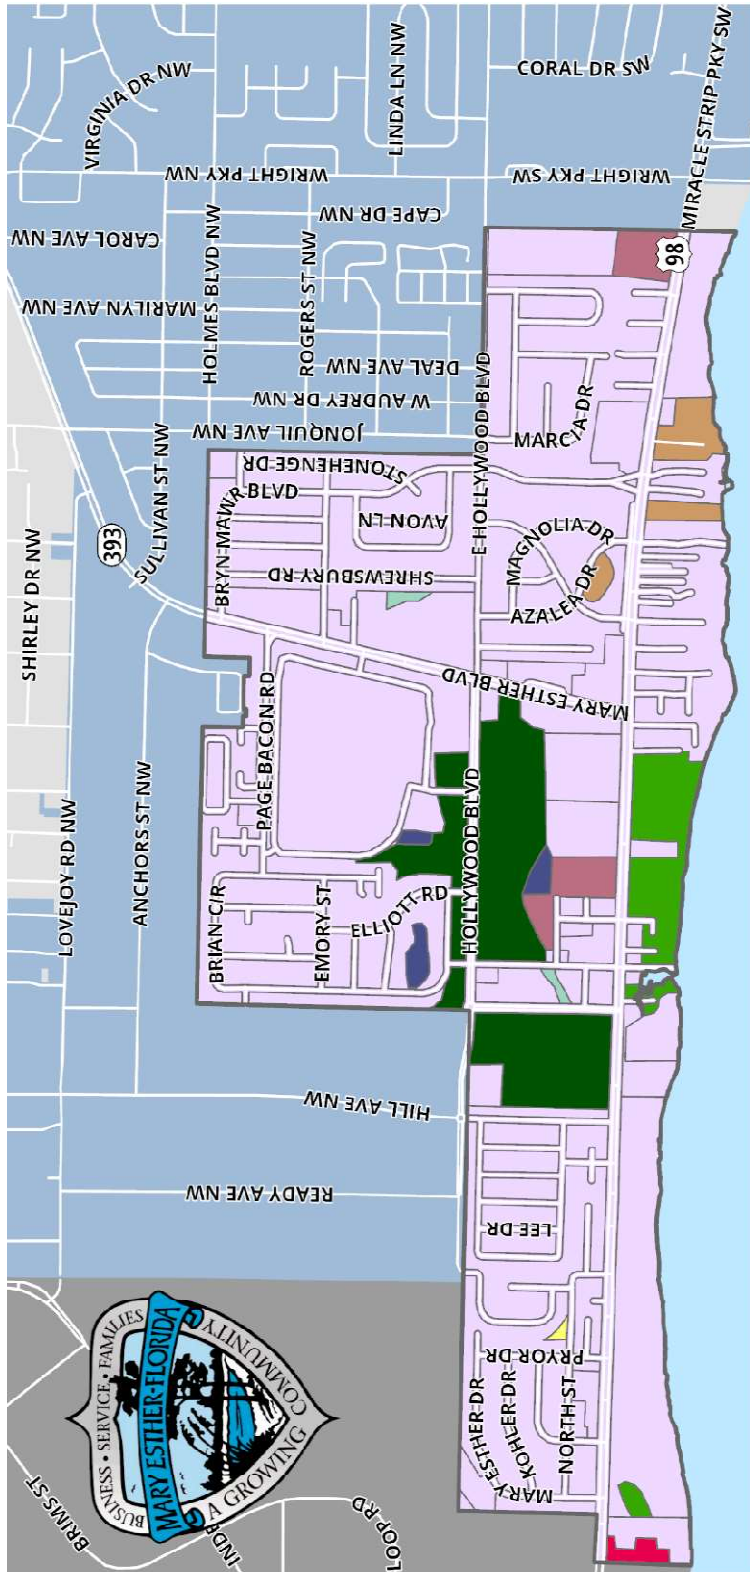 VIRGINIA DR NW
LINDA LN NW
CORAL DR SW
MIRACLE STRIP PKY SW
WRIGHT PKY NW
WRIGHT PKY SW
CAPE DR NW
CAROL AVE NW
HOLMES BLVD NW
ROGERS ST NW
98
MARILYN AVE NW
DEAL AVE NW
W AUDREY DR NW
JONQUIL AVE NW
E HOLLYWOOD BLVD
MARCIA DR
STONEHENGE DR
SULLIVAN ST NW
BRYN MAWR BLVD
AVON LN
MAGNOLIA DR
393
SHIRLEY DR NW
SHREWSBURY RD
AZALEA DR
MARY ESTHER BLVD
PAGE BACON RD
ANCHORS ST NW
LOVEJOY RD NW
HOLLYWOOD BLVD
BRIAN CIR
EMORY ST
ELLIOTT RD
HILL AVE NW
READY AVE NW
LEE DR
PRYOR DR
MARY ESTHER DR
KOHLER DR
NORTH ST
BUSINESS • SERVICE • FAMILIES
MARY ESTHER-FLORIDA
A GROWING COMMUNITY
BRIMS ST
INDE
LOOP RD